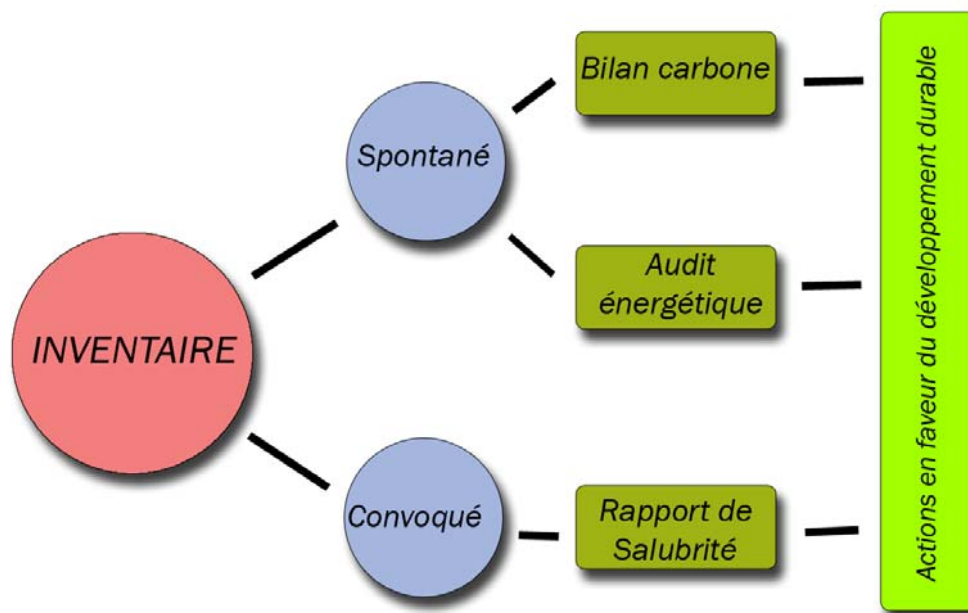 Bilan carbone
Spontané
Audit
énergétique
INVENTAIRE
Convoqué
Rapport de
Salubrité
Actions en faveur du développement durable